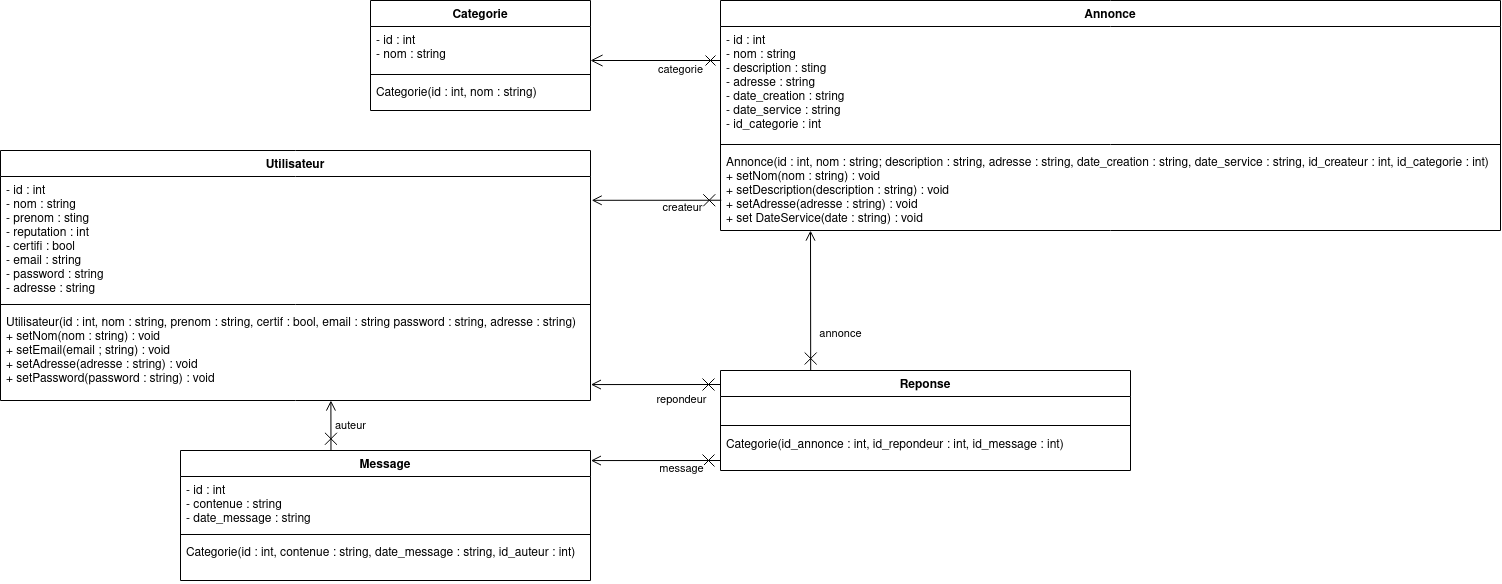 Categorie
- id : int
- nom : string
Categorie(id : int, nom : string)
Annonce
- id : int
- nom : string
- description : sting
- adresse : string
- date_creation : string
- date_service : string
- id_categorie : int
Annonce(id : int, nom : string; description : string, adresse : string, date_creation : string, date_service : string, id_createur : int, id_categorie : int)
+ setNom(nom : string) : void
+ setDescription(description : string) : void
+ setAdresse(adresse : string) : void
+ set DateService(date : string) : void
categorie
Utilisateur
- id : int
- nom : string
- prenom : sting
- reputation : int
- certifi : bool
- email : string
- password : string
- adresse : string
Utilisateur(id : int, nom : string, prenom : string, certif : bool, email : string password : string, adresse : string)
+ setNom(nom : string) : void
+ setEmail(email ; string) : void
+ setAdresse(adresse : string) : void
+ setPassword(password : string) : void
createur
annonce
repondeur
Reponse
Categorie(id_annonce : int, id_repondeur : int, id_message : int)
auteur
message
Message
- id : int
- contenue : string
- date_message : string
Categorie(id : int, contenue : string, date_message : string, id_auteur : int)